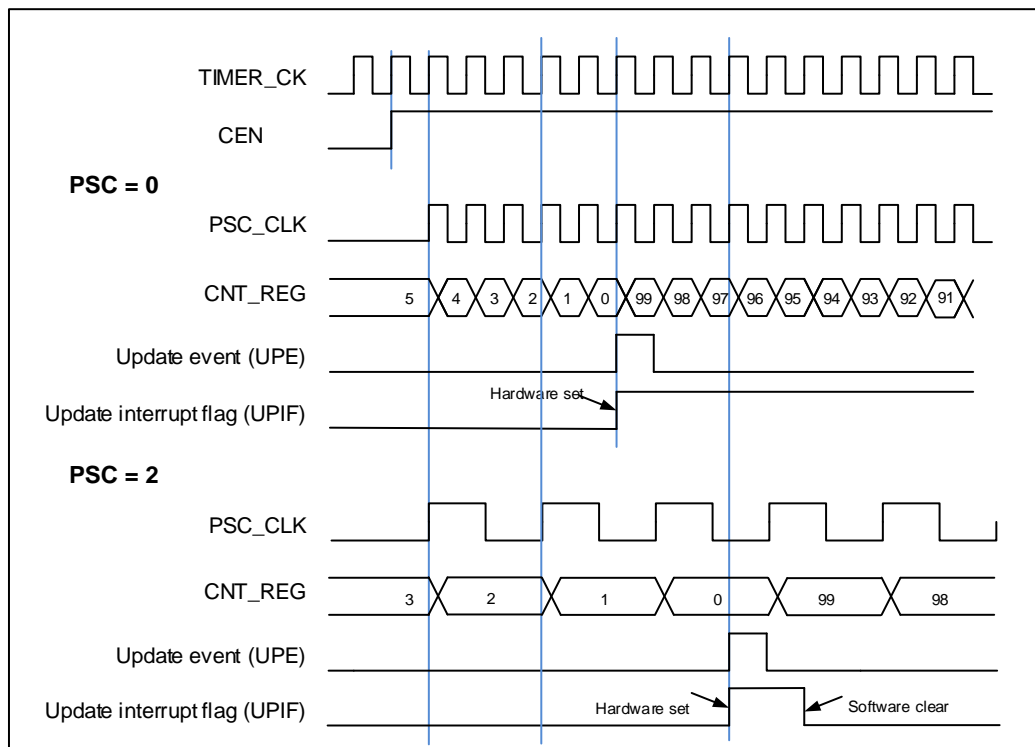 TIMER_CK
CEN
PSC = 0
PSC_CLK
CNT_REG 5 4 3 2 1 0 99 98 97 96 95 94 93 92 91
Update event (UPE)
Hardware set
Update interrupt flag (UPIF)
PSC = 2
PSC_CLK
CNT_REG 3 2 1 0 99 98
Update event (UPE)
Update interrupt flag (UPIF) Hardware set Software clear